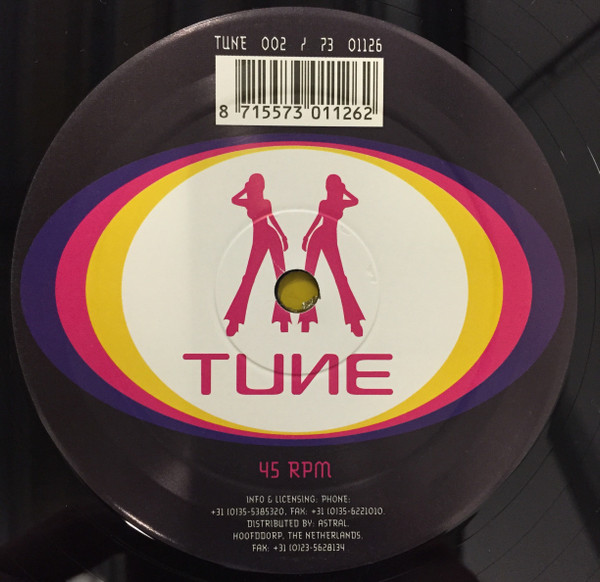 TUNE 002 / 73 01126
8 715573 011262
TUNE
45 RPM
INFO & LICENSING: PHONE:
+31 (0)35-5385320, FAX: +31 (0)35-6221010.
DISTRIBUTED BY: ASTRAL.
HOOFDDORP, THE NETHERLANDS.
FAX: +31 (0)23-5628134